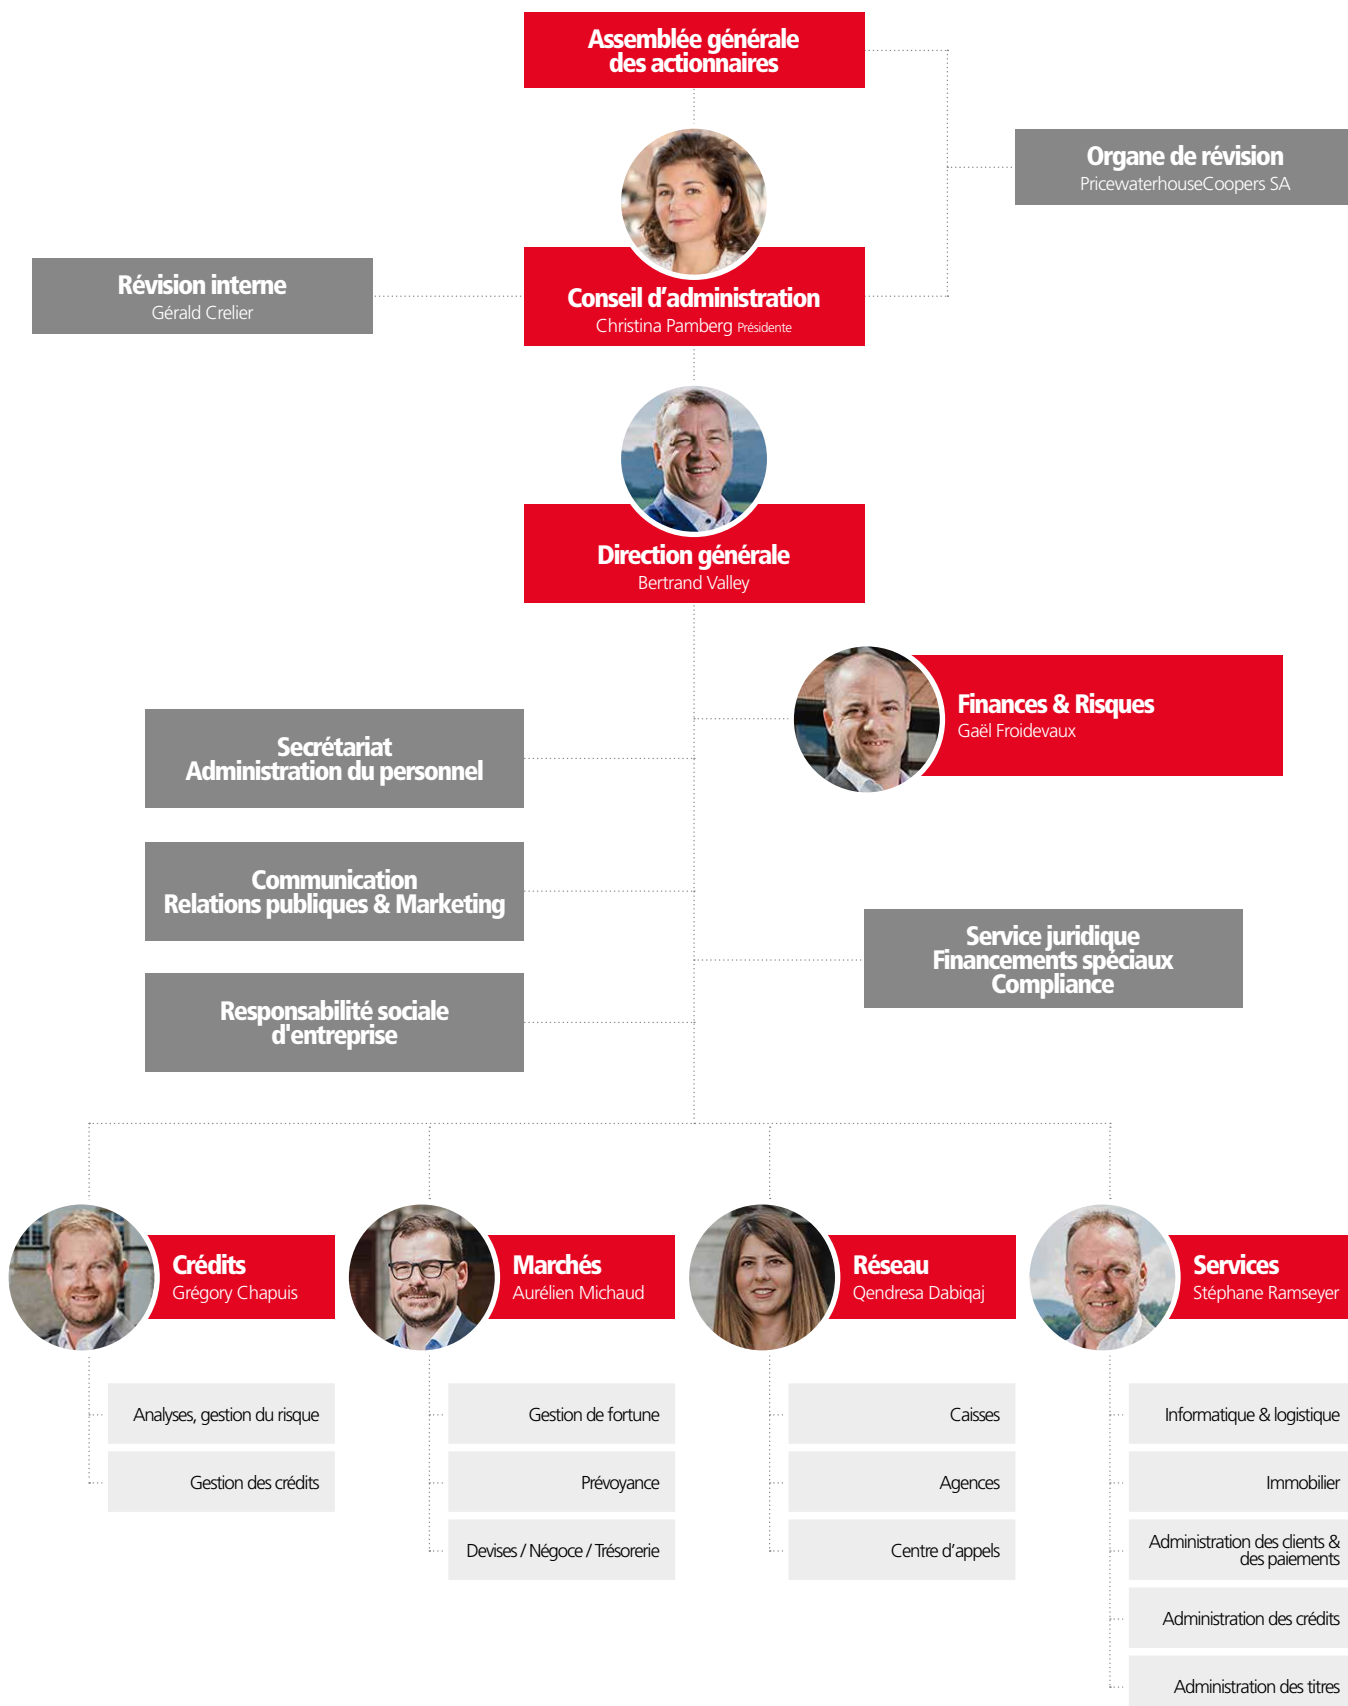 Assemblée générale
des actionnaires
Organe de révision
PricewaterhouseCoopers SA
Révision interne
Gérald Crelier
Conseil d’administration
Christina Pamberg Présidente
Direction générale
Bertrand Valley
Finances & Risques
Gaël Froidevaux
Secrétariat
Administration du personnel
Communication
Relations publiques & Marketing
Service juridique
Financements spéciaux
Compliance
Responsabilité sociale
d'entreprise
Crédits
Grégory Chapuis
Analyses, gestion du risque
Gestion des crédits
Marchés
Aurélien Michaud
Gestion de fortune
Prévoyance
Devises / Négoce / Trésorerie
Réseau
Qendresa Dabiqaj
Caisses
Agences
Centre d’appels
Services
Stéphane Ramseyer
Informatique & logistique
Immobilier
Administration des clients &
des paiements
Administration des crédits
Administration des titres